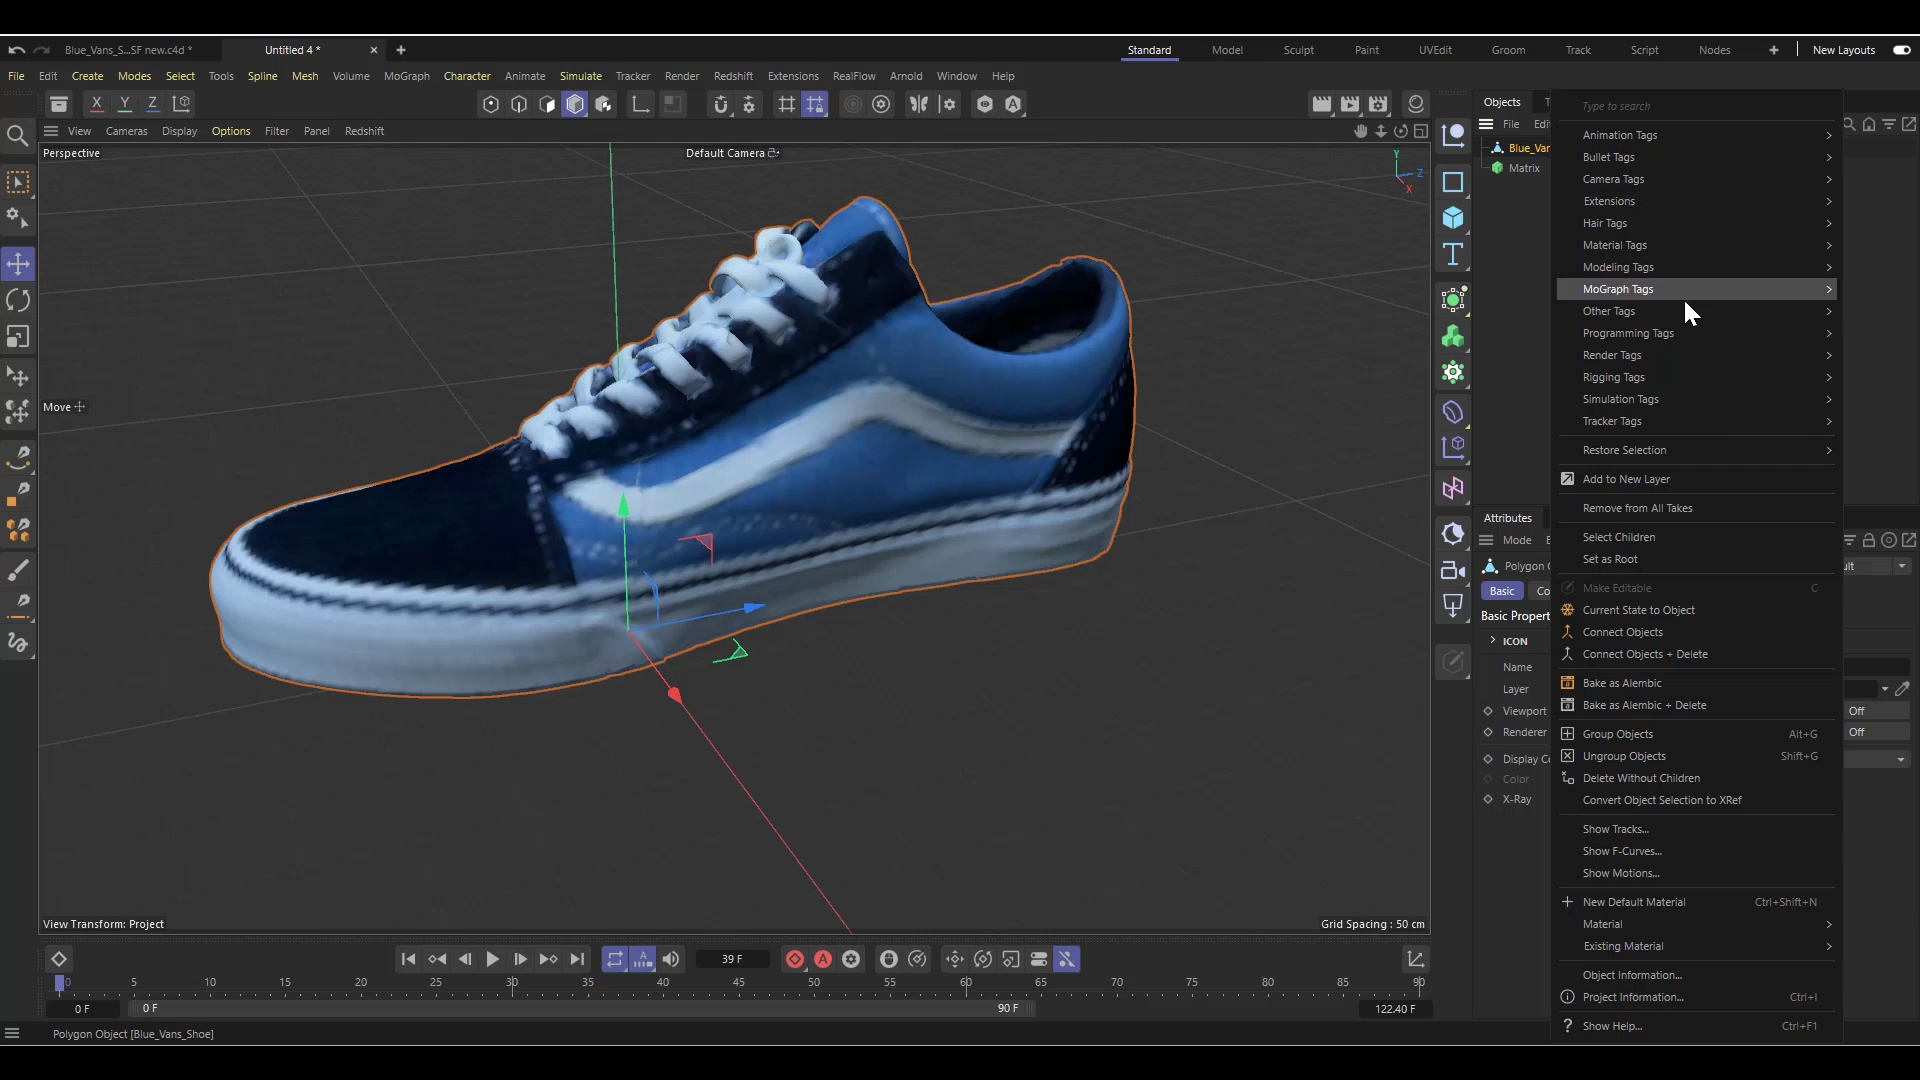 Blue_Vans_S...SF new.c4d *
Untitled 4 *
Standard
Model
Sculpt
Paint
UVEdit
Groom
Track
Script
Nodes
New Layouts
File Edit Create Modes Select Tools Spline Mesh Volume MoGraph Character Animate Simulate Tracker Render Redshift Extensions RealFlow Arnold Window Help
X Y Z
View Cameras Display Options Filter Panel Redshift
Perspective
Default Camera
Y
Z
X
Move
View Transform: Project
Grid Spacing : 50 cm
Objects
File
Blue_Van
Matrix
Attributes
Mode
Polygon
Basic
Co
Basic Propert
ICON
Name
Layer
Viewport
Renderer
Display Co
Color
X-Ray
ult
Off
Off
Type to search
Animation Tags
Bullet Tags
Camera Tags
Extensions
Hair Tags
Material Tags
Modeling Tags
MoGraph Tags
Other Tags
Programming Tags
Render Tags
Rigging Tags
Simulation Tags
Tracker Tags
Restore Selection
Add to New Layer
Remove from All Takes
Select Children
Set as Root
Make Editable C
Current State to Object
Connect Objects
Connect Objects + Delete
Bake as Alembic
Bake as Alembic + Delete
Group Objects Alt+G
Ungroup Objects Shift+G
Delete Without Children
Convert Object Selection to XRef
Show Tracks...
Show F-Curves...
Show Motions...
New Default Material Ctrl+Shift+N
Material
Existing Material
Object Information...
Project Information... Ctrl+I
Show Help... Ctrl+F1
39 F
0 5 10 15 20 25 30 35 40 45 50 55 60 65 70 75 80 85 90
0 F
0 F
90 F
122.40 F
Polygon Object [Blue_Vans_Shoe]